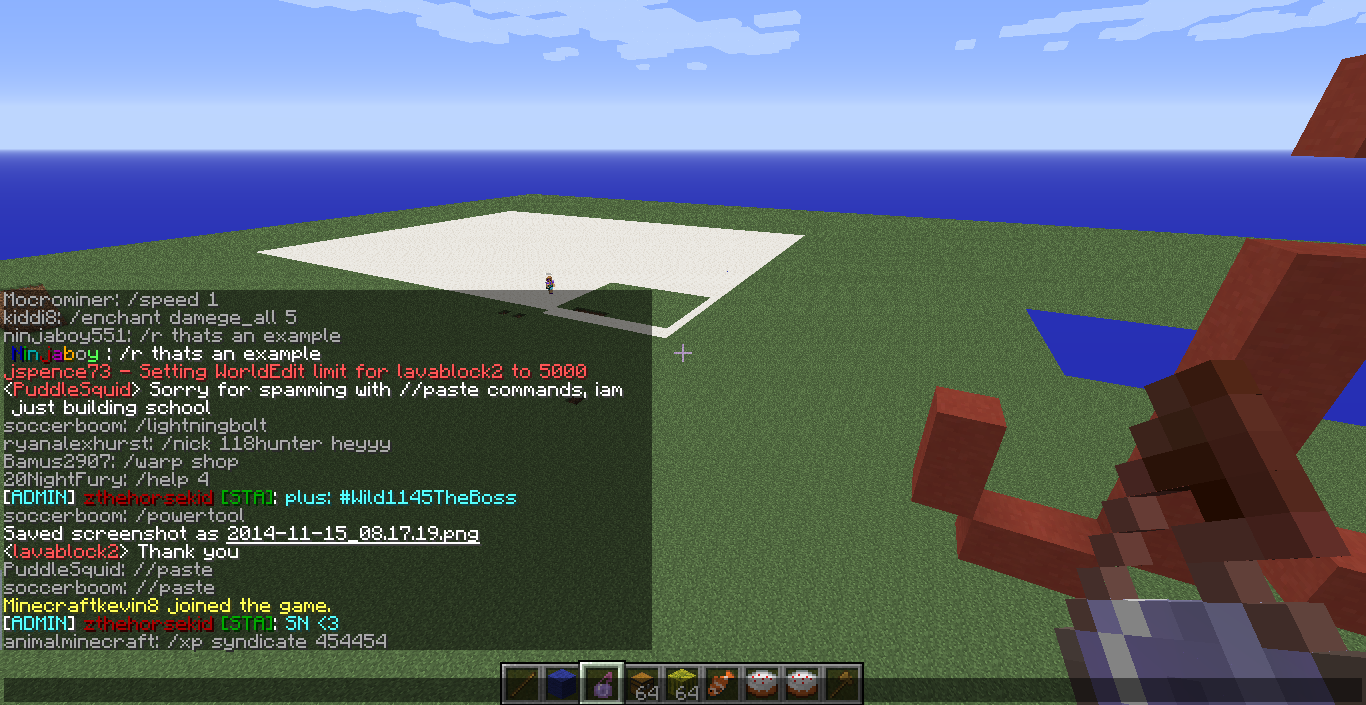 Mocrominer: /speed 1
kiddi8: /enchant damege_all 5
ninjaboy551: /r thats an example
Ninjaboy : /r thats an example
jspence73 - Setting WorldEdit limit for lavablock2 to 5000
<PuddleSquid> Sorry for spamming with //paste commands, iam
just building school
soccerboom: /lightningbolt
ryanalexhurst: /nick 118hunter heyyy
Bamus2907: /warp shop
20NightFury: /help 4
[ADMIN] zthehorsekid [STA]: plus: #Wild1145TheBoss
soccerboom: /powertool
Saved screenshot as 2014-11-15_08.17.19.png
<lavablock2> Thank you
PuddleSquid: //paste
soccerboom: //paste
Minecraftkevin8 joined the game.
[ADMIN] zthehorsekid [STA]: SN <3
animalminecraft: /xp syndicate 454454
64 64